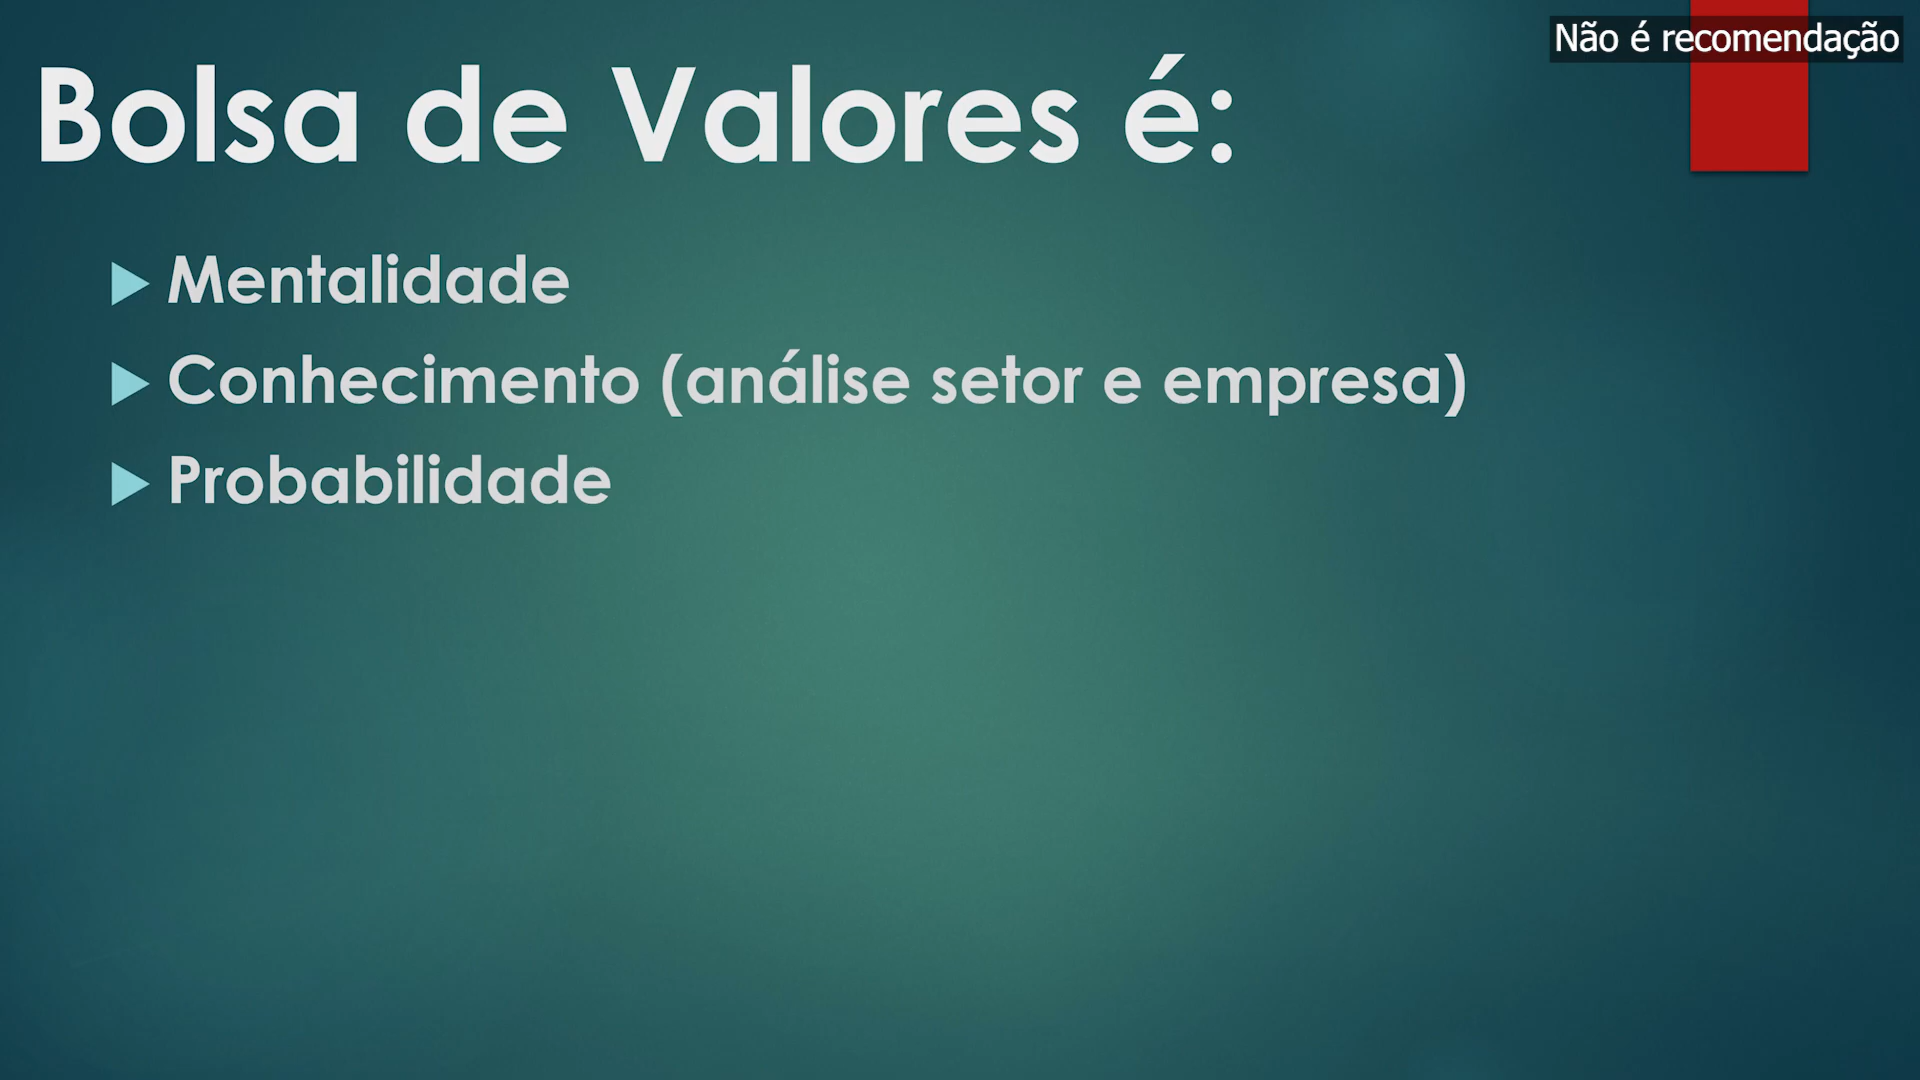 Não é recomendação
Bolsa de Valores é:
Mentalidade
Conhecimento (análise setor e empresa)
Probabilidade